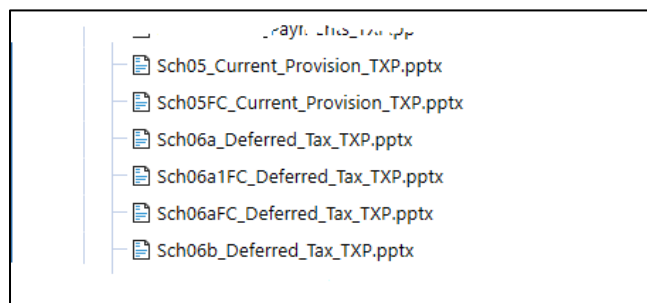 Sch05_Current_Provision_TXP.pptx
Sch05FC_Current_Provision_TXP.pptx
Sch06a_Deferred_Tax_TXP.pptx
Sch06a1FC_Deferred_Tax_TXP.pptx
Sch06aFC_Deferred_Tax_TXP.pptx
Sch06b_Deferred_Tax_TXP.pptx